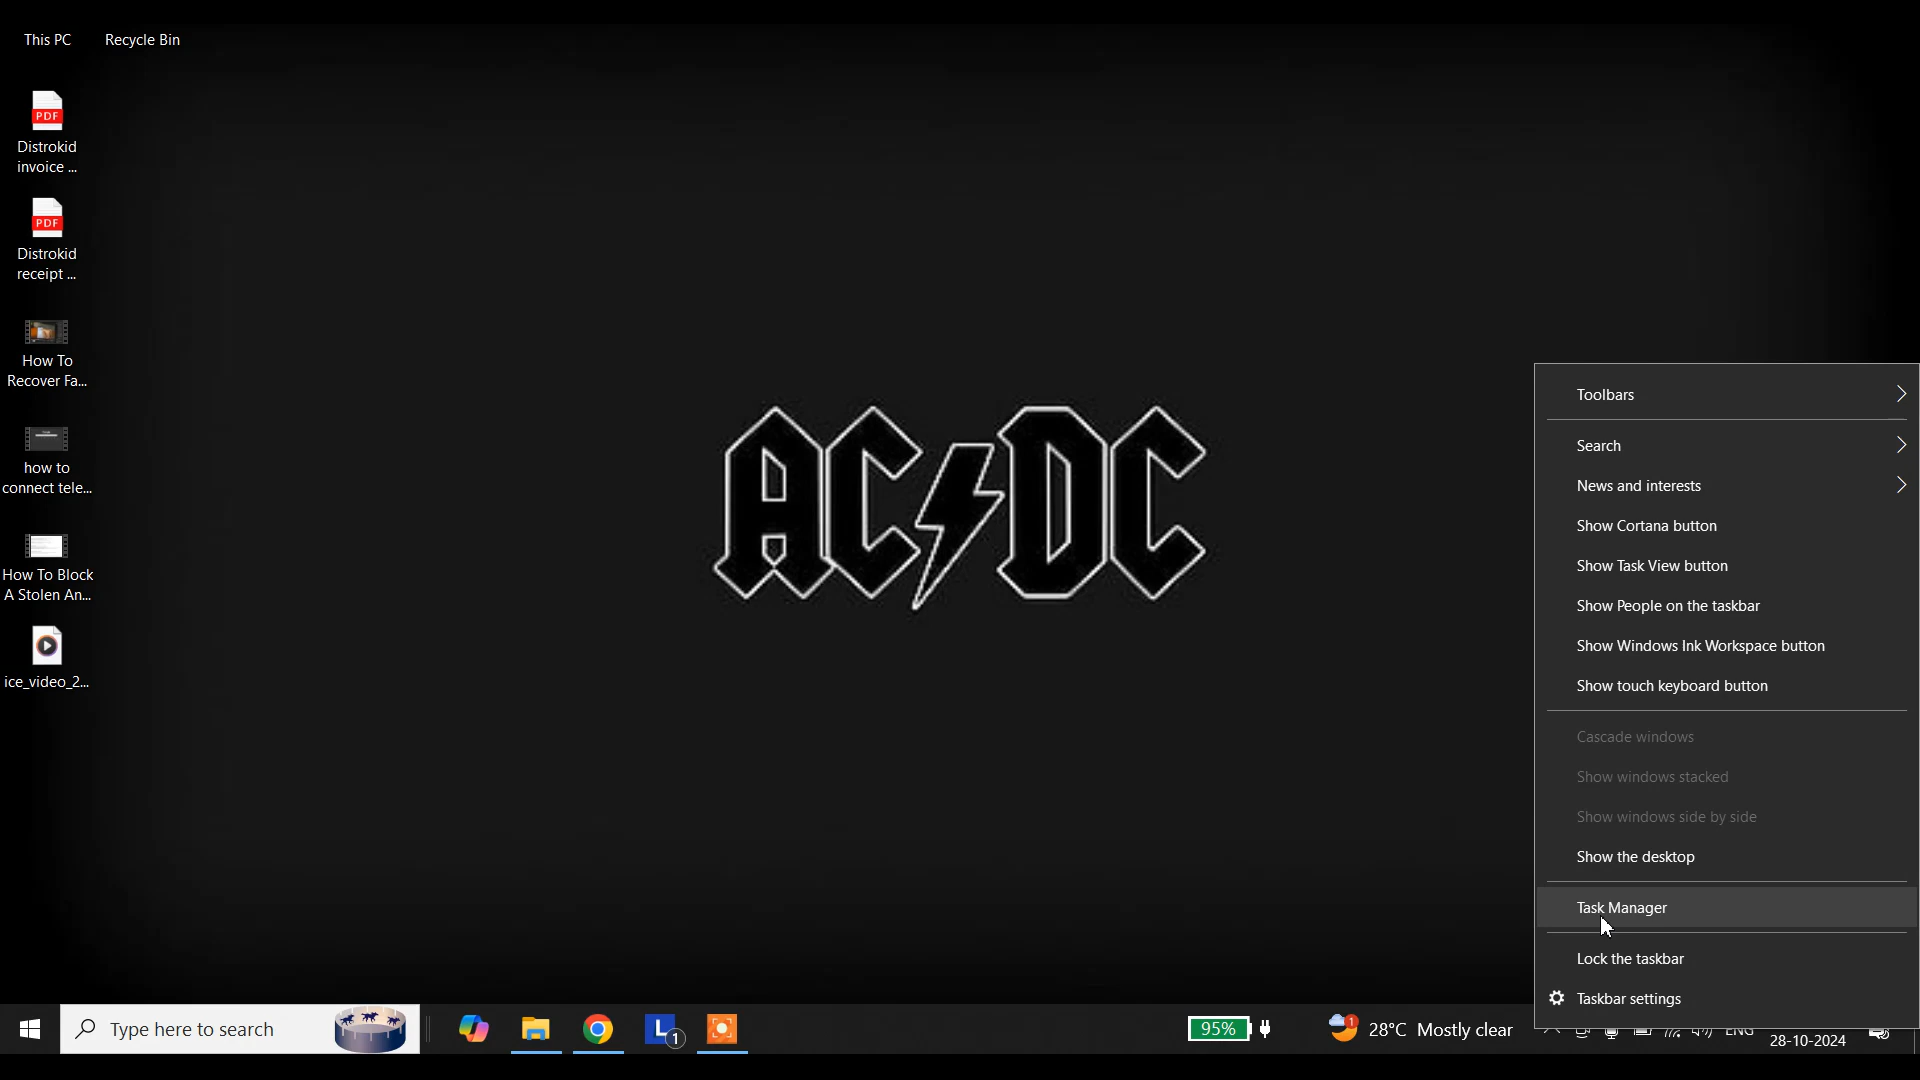 This PC
Recycle Bin
PDF
Distrokid
invoice ...
PDF
Distrokid
receipt ...
How To
Recover Fa...
how to
connect tele...
How To Block
A Stolen An...
ice_video_2...
AC DC
Toolbars
Search
News and interests
Show Cortana button
Show Task View button
Show People on the taskbar
Show Windows Ink Workspace button
Show touch keyboard button
Cascade windows
Show windows stacked
Show windows side by side
Show the desktop
Task Manager
Lock the taskbar
Taskbar settings
Type here to search
L 1
95%
1
28°C Mostly clear
ENG
28-10-2024